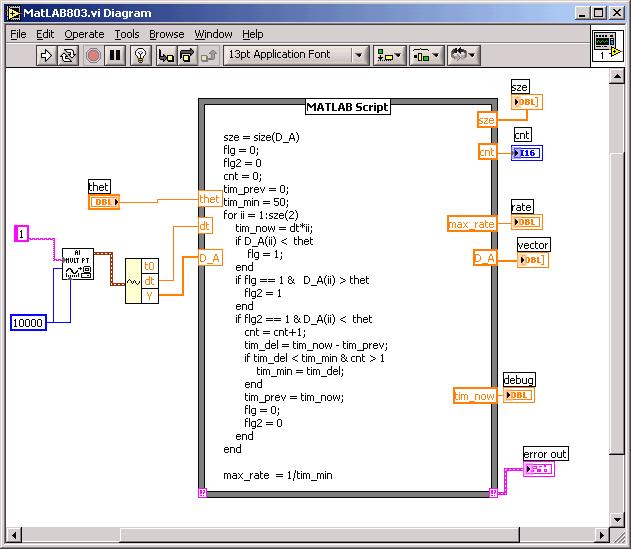 MatLAB803.vi Diagram
File Edit Operate Tools Browse Window Help
13pt Application Font
1
MATLAB Script
sze = size(D_A)
flg = 0;
flg2 = 0
cnt = 0;
tim_prev = 0;
tim_min = 50;
for ii = 1:sze(2)
tim_now = dt*ii;
if D_A(ii) < thet
flg = 1;
end
if flg == 1 & D_A(ii) > thet
flg2 = 1
end
if flg2 == 1 & D_A(ii) < thet
cnt = cnt+1;
tim_del = tim_now - tim_prev;
if tim_del < tim_min & cnt > 1
tim_min = tim_del;
end
tim_prev = tim_now;
flg = 0;
flg2 = 0
end
end
max_rate = 1/tim_min
thet
DBL
thet
dt
D_A
1
AI
MULT PT
t0
dt
Y
10000
sze
DBL
sze
cnt
cnt
I16
rate
max_rate
DBL
vector
D_A
DBL
debug
tim_now
DBL
error out